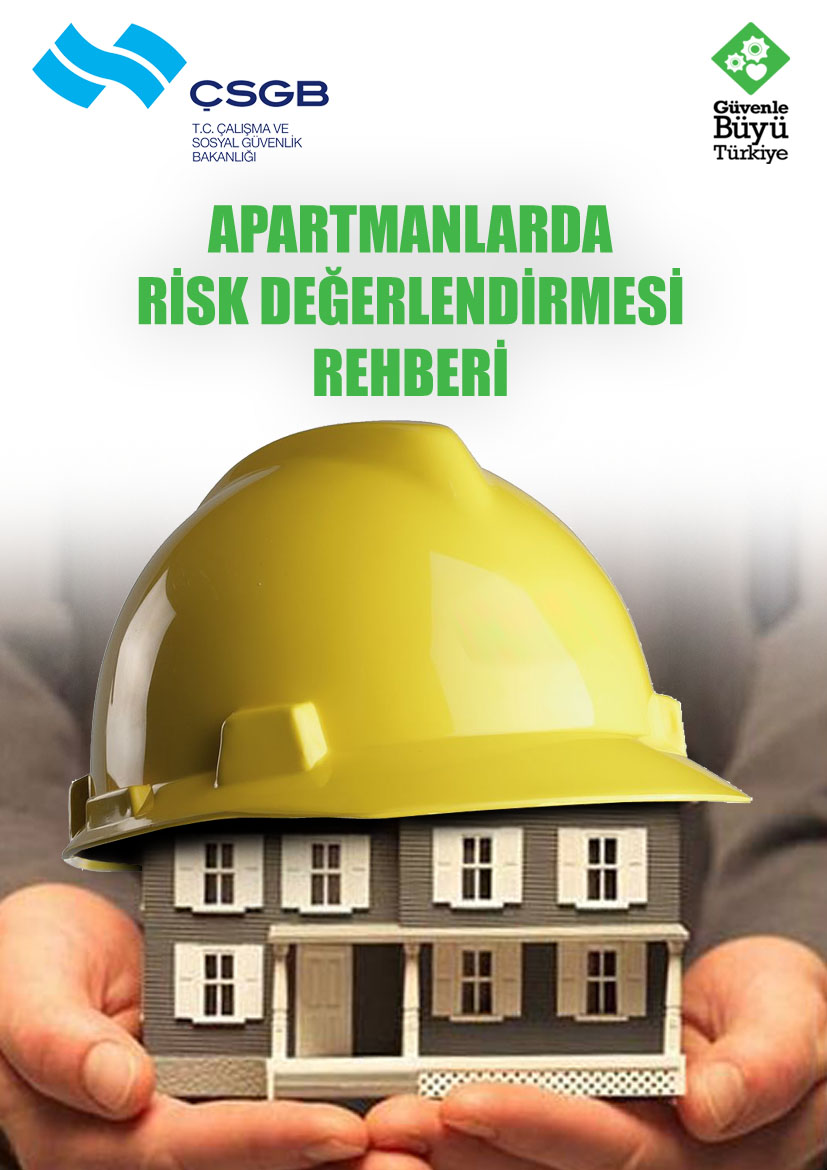 ÇSGB
T.C. ÇALIŞMA VE
SOSYAL GÜVENLİK
BAKANLIĞI
Güvenle
Büyü
Türkiye
APARTMANLARDA
RİSK DEĞERLENDİRMESİ
REHBERİ